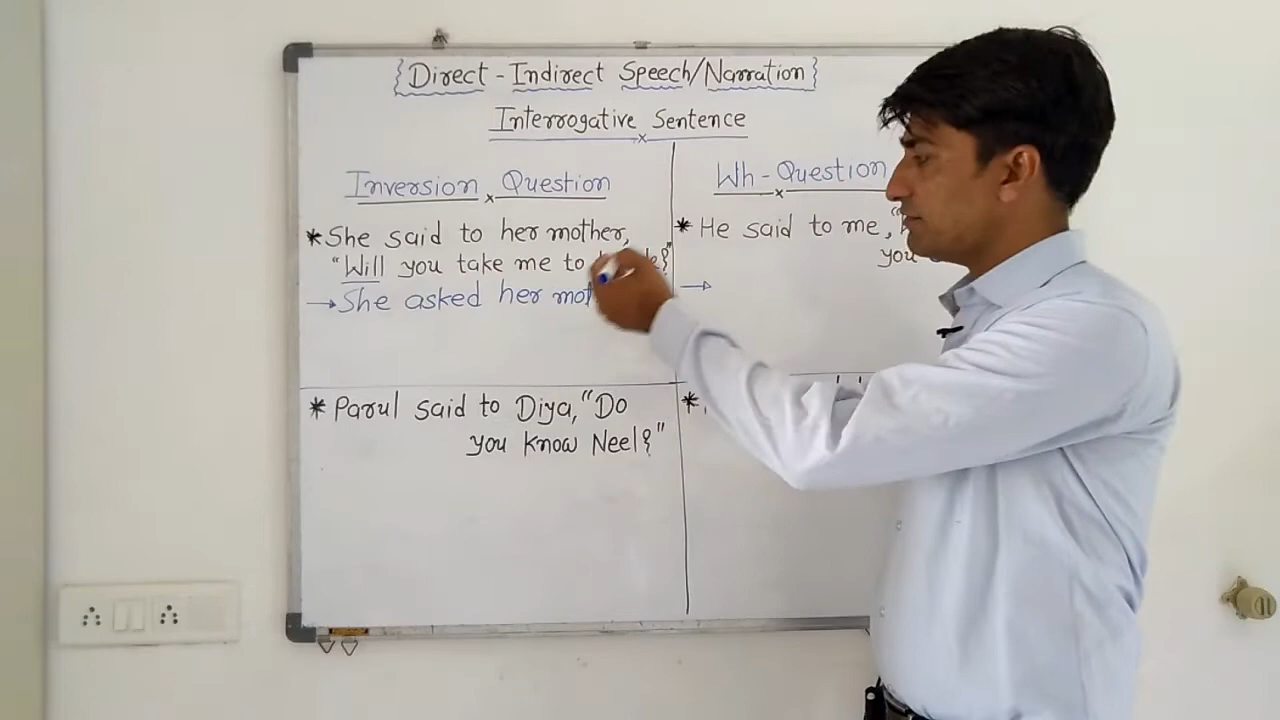 {Direct - Indirect Speech/Narration}
Interrogative Sentence
Inversion Question
* She said to her mother,
"Will you take me to
→ She asked her
* Parul said to Diya, "Do
you know Neel?"
Wh - Question
* He said to me, "
you
→
*